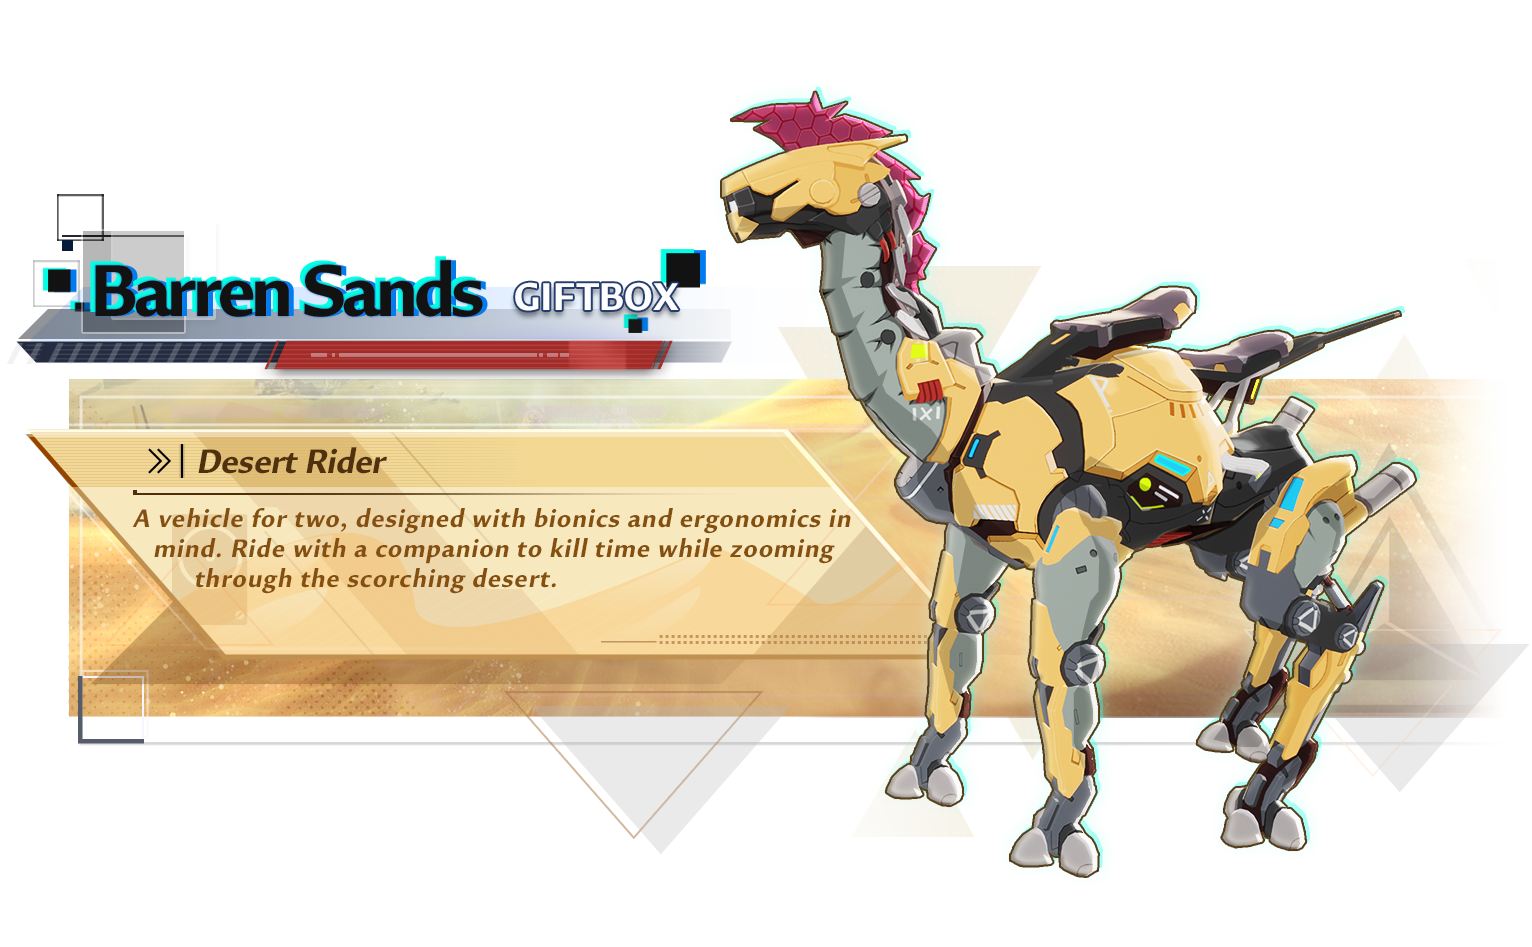 Barren Sands GIFTBOX
Desert Rider
A vehicle for two, designed with bionics and ergonomics in
mind. Ride with a companion to kill time while zooming
through the scorching desert.
IXI